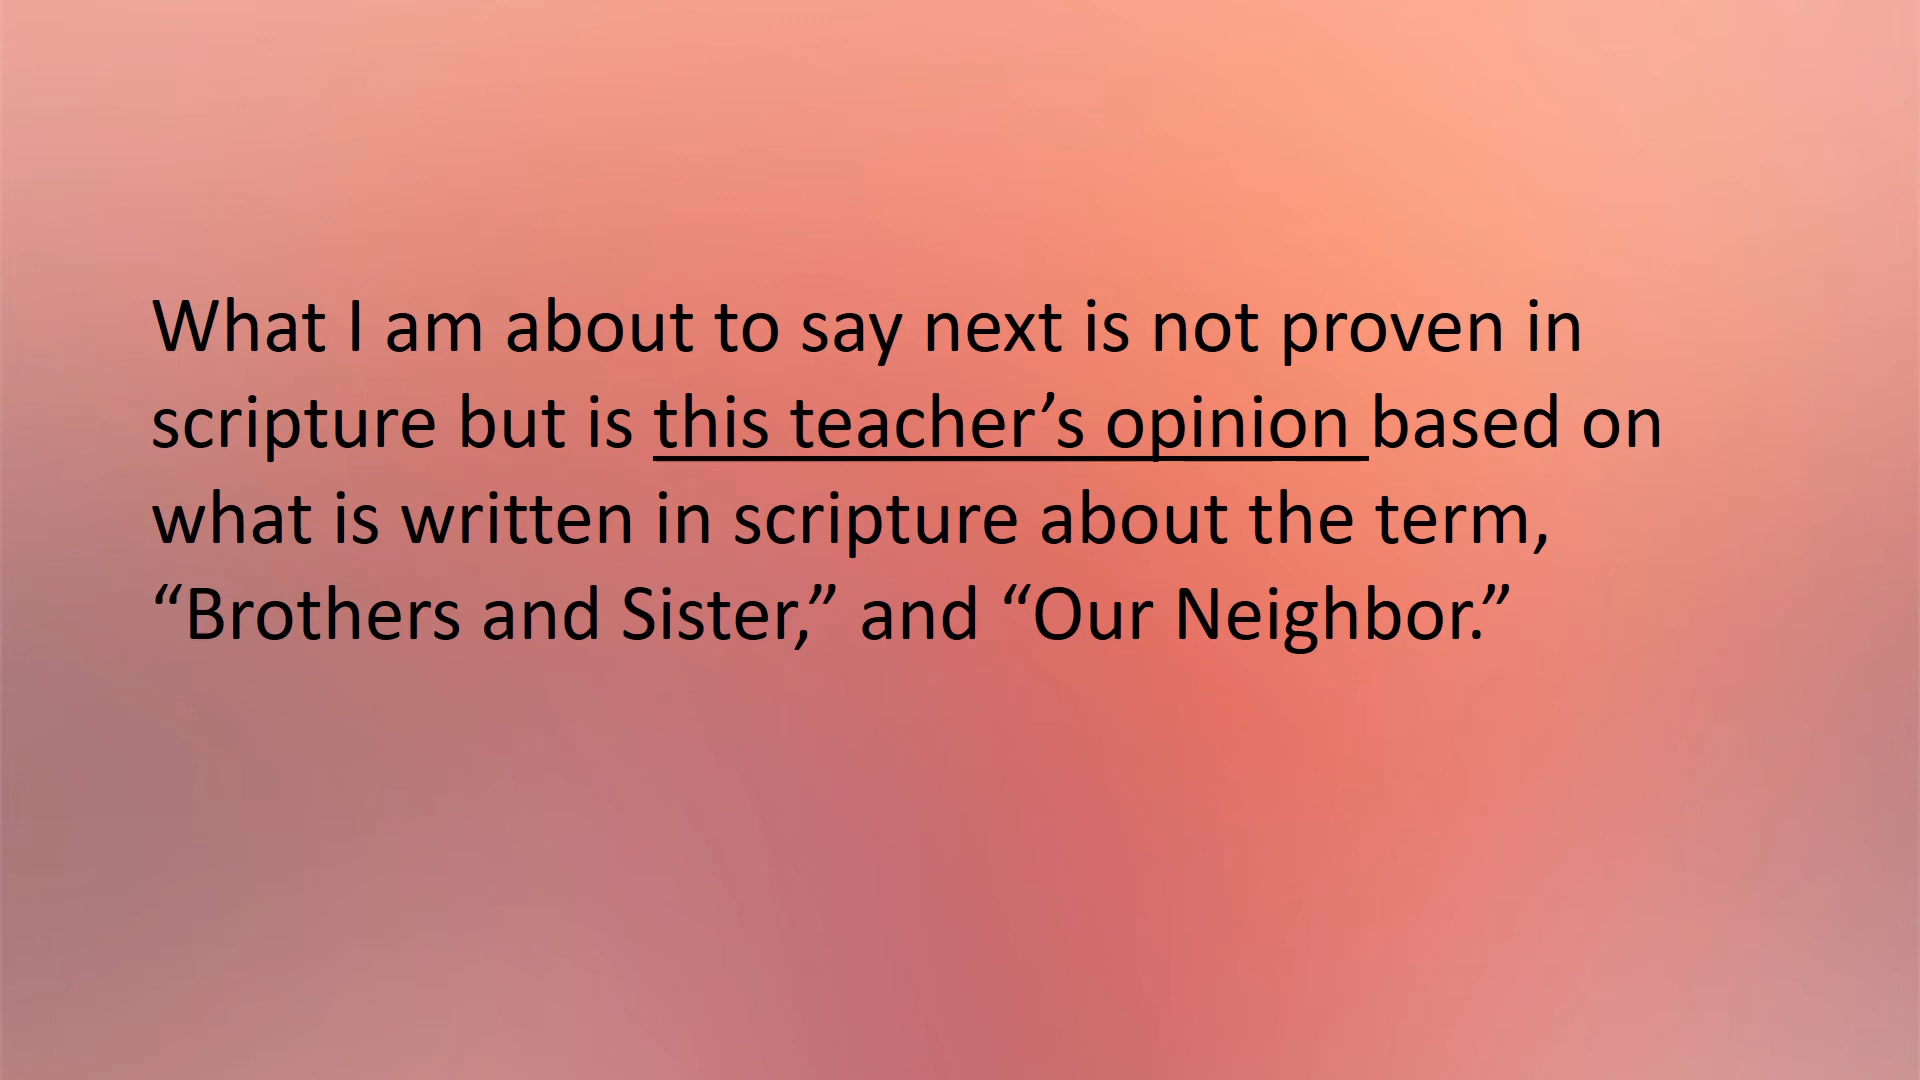 What I am about to say next is not proven in
scripture but is this teacher’s opinion based on
what is written in scripture about the term,
“Brothers and Sister,” and “Our Neighbor.”